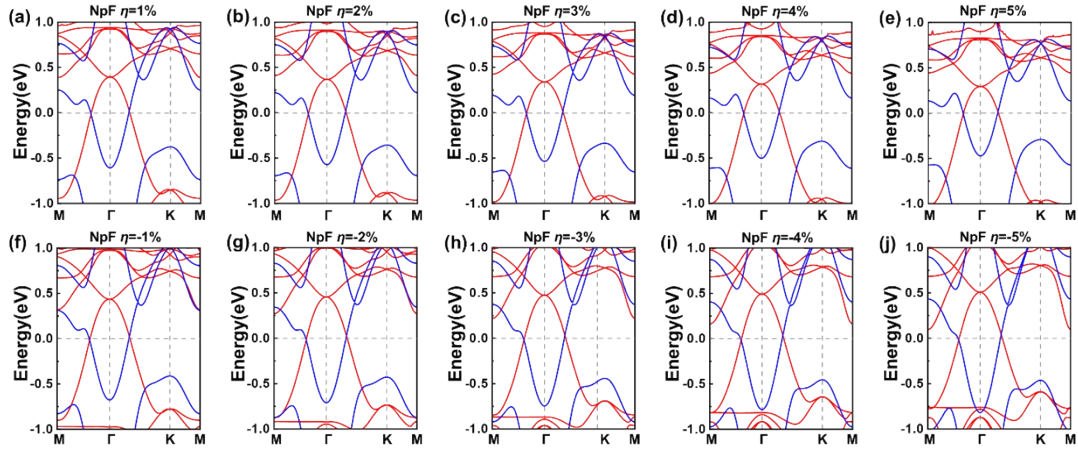 (a) NpF η=1% (b) NpF η=2% (c) NpF η=3% (d) NpF η=4% (e) NpF η=5%
Energy(eV) Energy(eV) Energy(eV) Energy(eV) Energy(eV)
1.0 1.0 1.0 1.0 1.0
0.5 0.5 0.5 0.5 0.5
0.0 0.0 0.0 0.0 0.0
-0.5 -0.5 -0.5 -0.5 -0.5
-1.0 -1.0 -1.0 -1.0 -1.0
M Γ K M M Γ K M M Γ K M M Γ K M M Γ K M
(f) NpF η=-1% (g) NpF η=-2% (h) NpF η=-3% (i) NpF η=-4% (j) NpF η=-5%
Energy(eV) Energy(eV) Energy(eV) Energy(eV) Energy(eV)
1.0 1.0 1.0 1.0 1.0
0.5 0.5 0.5 0.5 0.5
0.0 0.0 0.0 0.0 0.0
-0.5 -0.5 -0.5 -0.5 -0.5
-1.0 -1.0 -1.0 -1.0 -1.0
M Γ K M M Γ K M M Γ K M M Γ K M M Γ K M